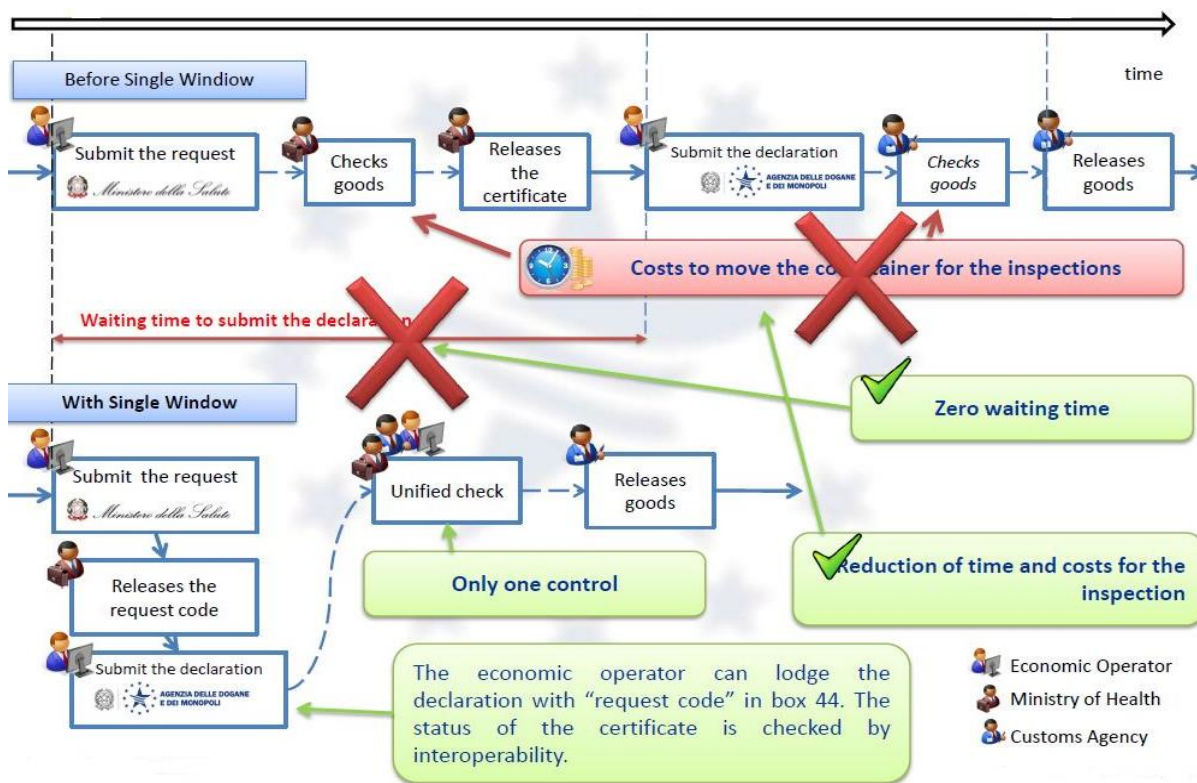 time
Before Single Window
Submit the request
Ministero della Salute
Checks
goods
Releases
the
certificate
Submit the declaration
AGENZIA DELLE DOGANE
E DEI MONOPOLI
Checks
goods
Releases
goods
Costs to move the container for the inspections
Waiting time to submit the declaration
With Single Window
Zero waiting time
Submit the request
Ministero della Salute
Unified check
Releases
goods
Releases the
request code
Only one control
Reduction of time and costs for the
inspection
Submit the declaration
AGENZIA DELLE DOGANE
E DEI MONOPOLI
The economic operator can lodge the
declaration with “request code” in box 44. The
status of the certificate is checked by
interoperability.
Economic Operator
Ministry of Health
Customs Agency